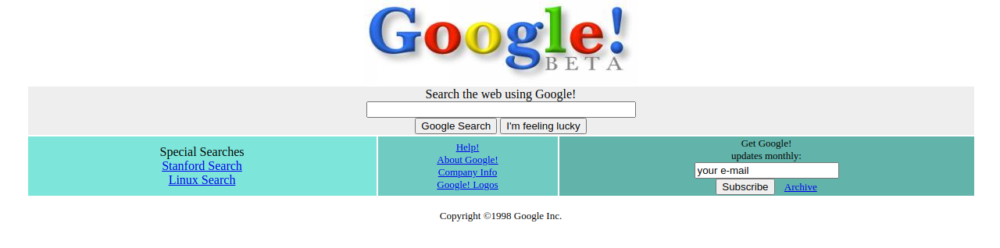 Google!
BETA
Search the web using Google!
Google Search I'm feeling lucky
Special Searches
Stanford Search
Linux Search
Help!
About Google!
Company Info
Google! Logos
Get Google!
updates monthly:
your e-mail
Subscribe Archive
Copyright ©1998 Google Inc.